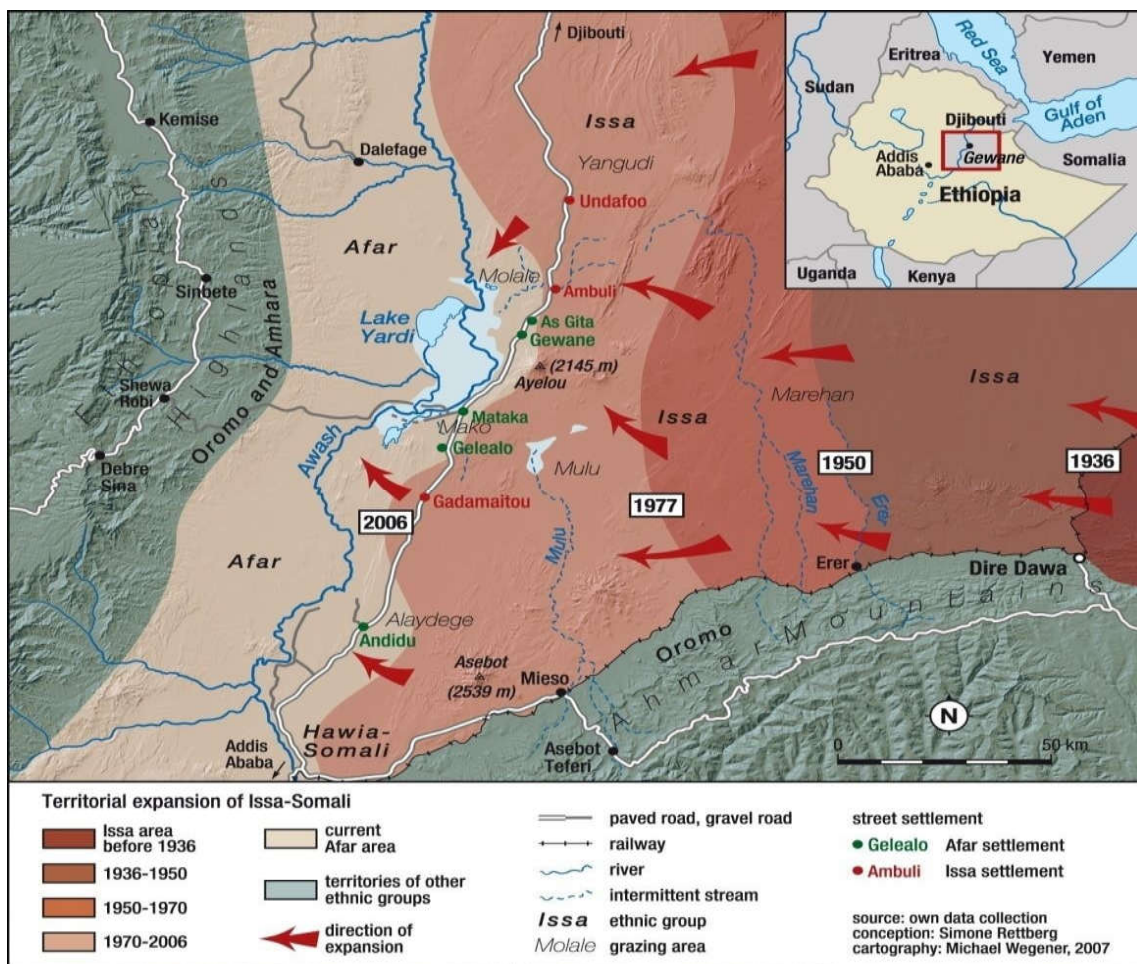 Djibouti
Kemise
Dalefage
Issa
Yangudi
Undafoo
Afar
Molale
Sinbete
Ambuli
Lake
Yardi
As Gita
Gewane
(2145 m)
Ayelou
Ethiopian
Highlands
Oromo and Amhara
Shewa
Robi
Mataka
Mako
Gelealo
Awash
Debre
Sina
Mulu
Gadamaitou
2006
1977
Issa
Marehan
Marehan
1950
Erer
Issa
1936
Mulu
Erer
Dire Dawa
Afar
Alaydege
Andidu
Asebot
(2539 m)
Mieso
Oromo
Ahmar Mountains
Hawia-
Somali
Addis
Ababa
Asebot
Teferi
N
0
50 km
Eritrea
Red Sea
Yemen
Sudan
Djibouti
Gulf of
Aden
Gewane
Addis
Ababa
Somalia
Ethiopia
Uganda
Kenya
Territorial expansion of Issa-Somali
Issa area
before 1936
1936-1950
1950-1970
1970-2006
current
Afar area
territories of other
ethnic groups
direction of
expansion
paved road, gravel road
railway
river
intermittent stream
Issa ethnic group
Molale grazing area
street settlement
Gelealo Afar settlement
Ambuli Issa settlement
source: own data collection
conception: Simone Rettberg
cartography: Michael Wegener, 2007